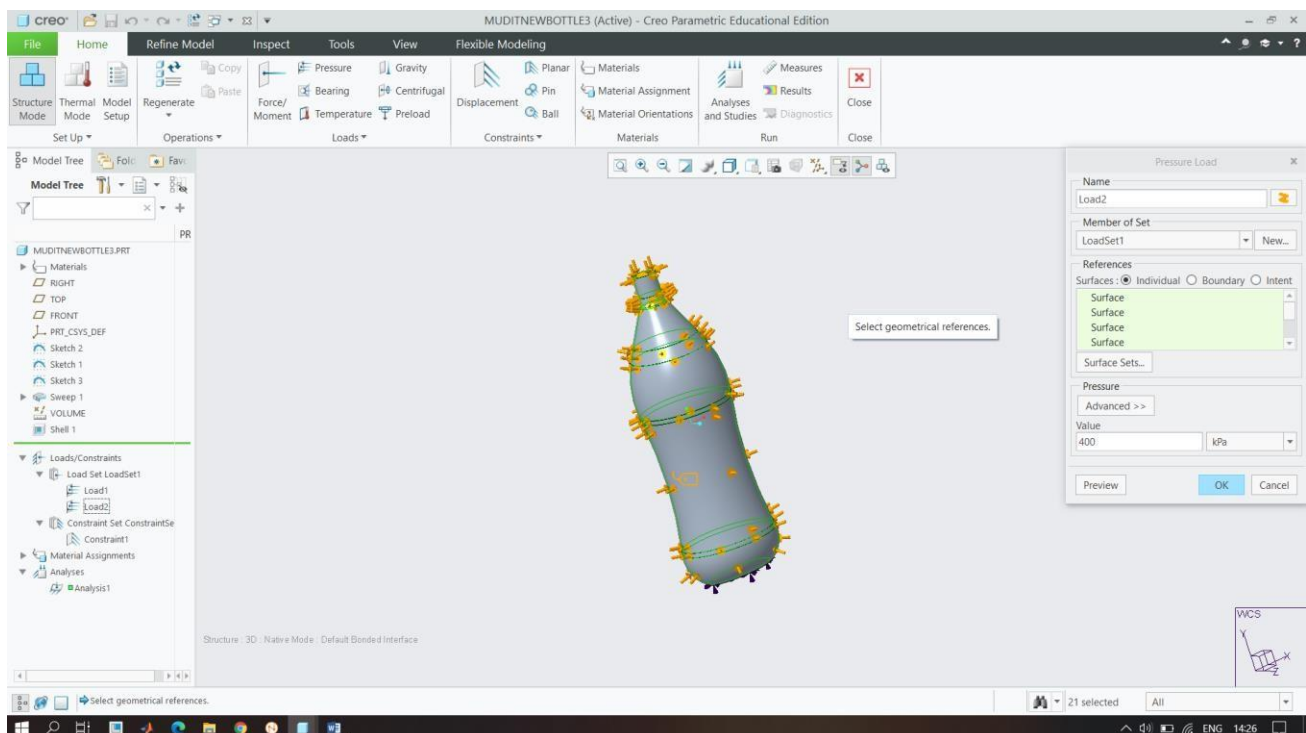 creo°
MUDITNEWBOTTLE3 (Active) - Creo Parametric Educational Edition
File Home Refine Model Inspect Tools View Flexible Modeling
Structure Mode
Thermal Mode
Model Setup
Set Up
Regenerate
Copy
Paste
Operations
Force/ Moment
Pressure
Bearing
Temperature
Gravity
Centrifugal
Preload
Loads
Displacement
Planar
Pin
Ball
Constraints
Materials
Material Assignment
Material Orientations
Materials
Analyses and Studies
Measures
Results
Diagnostics
Run
Close
Close
Model Tree Folc Favc
Model Tree
PR
MUDITNEWBOTTLE3.PRT
Materials
RIGHT
TOP
FRONT
PRT_CSYS_DEF
Sketch 2
Sketch 1
Sketch 3
Sweep 1
VOLUME
Shell 1
Loads/Constraints
Load Set LoadSet1
Load1
Load2
Constraint Set ConstraintSe
Constraint1
Material Assignments
Analyses
Analysis1
Select geometrical references.
Structure : 3D : Native Mode : Default Bonded Interface
Pressure Load
Name
Load2
Member of Set
LoadSet1 New...
References
Surfaces : Individual Boundary Intent
Surface
Surface
Surface
Surface
Surface Sets...
Pressure
Advanced >>
Value
400 kPa
Preview OK Cancel
WCS
Y
X
Z
Select geometrical references.
21 selected All
ENG 14:26